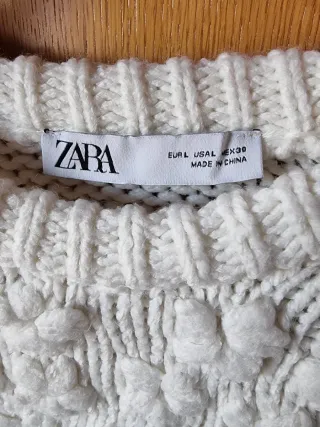 ZARA
EUR L USA L MEX 30
MADE IN CHINA